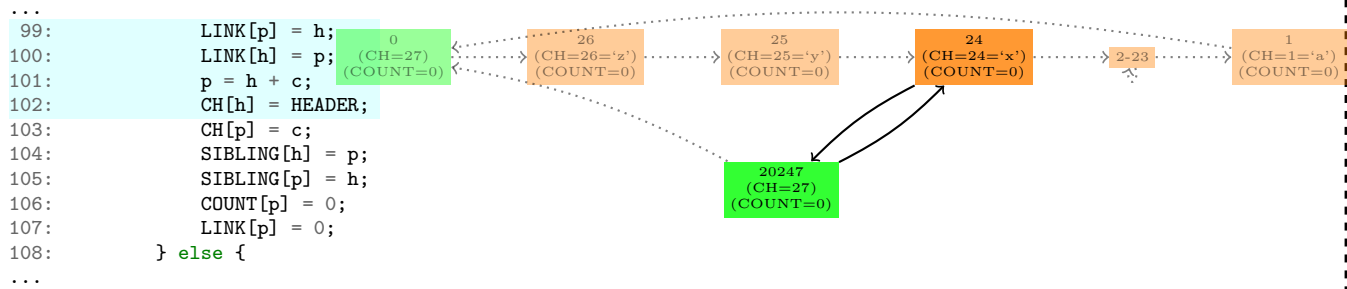 ...
99: LINK[p] = h;
100: LINK[h] = p;
101: p = h + c;
102: CH[h] = HEADER;
103: CH[p] = c;
104: SIBLING[h] = p;
105: SIBLING[p] = h;
106: COUNT[p] = 0;
107: LINK[p] = 0;
108: } else {
...
0
(CH=27)
(COUNT=0)
26
(CH=26=‘z’)
(COUNT=0)
25
(CH=25=‘y’)
(COUNT=0)
24
(CH=24=‘x’)
(COUNT=0)
2-23
1
(CH=1=‘a’)
(COUNT=0)
20247
(CH=27)
(COUNT=0)